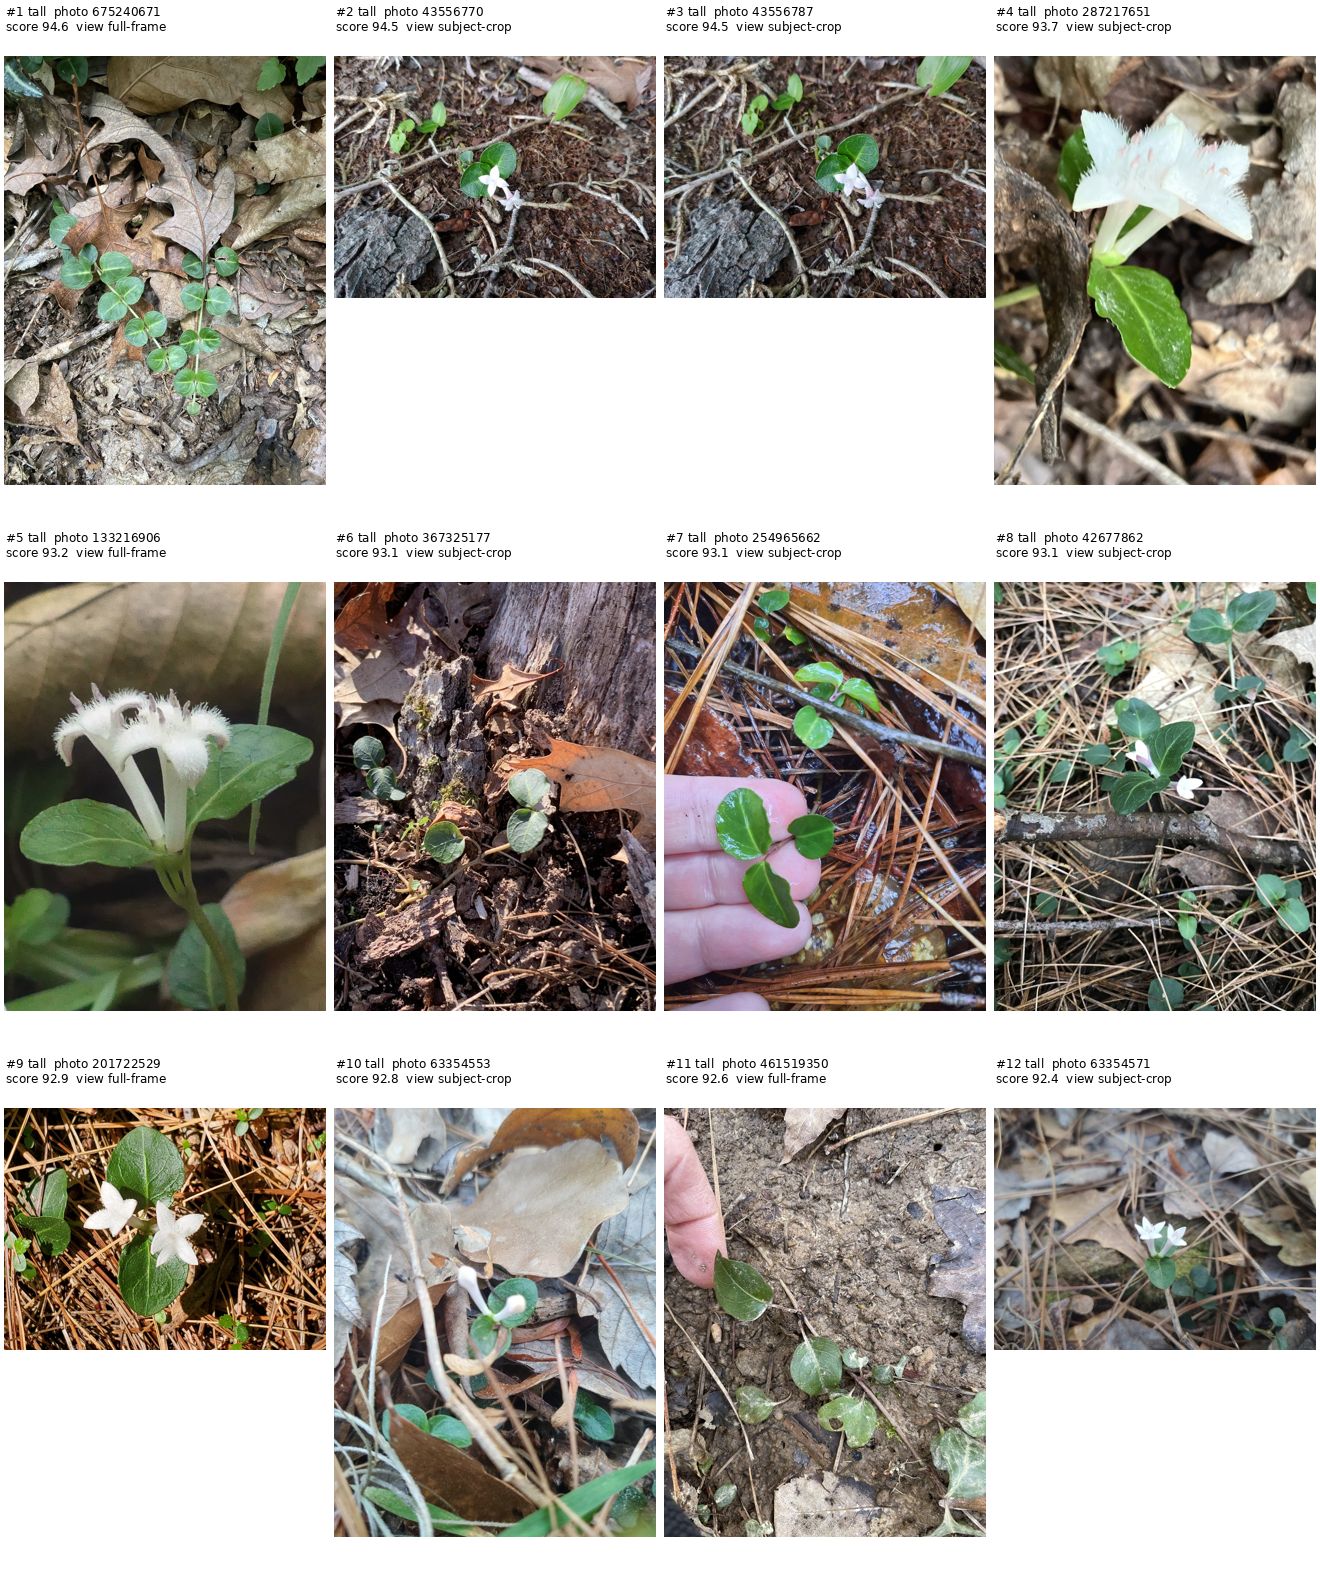 #1 tall  photo 675240671
score 94.6  view full-frame
#2 tall  photo 43556770
score 94.5  view subject-crop
#3 tall  photo 43556787
score 94.5  view subject-crop
#4 tall  photo 287217651
score 93.7  view subject-crop
#5 tall  photo 133216906
score 93.2  view full-frame
#6 tall  photo 367325177
score 93.1  view subject-crop
#7 tall  photo 254965662
score 93.1  view subject-crop
#8 tall  photo 42677862
score 93.1  view subject-crop
#9 tall  photo 201722529
score 92.9  view full-frame
#10 tall  photo 63354553
score 92.8  view subject-crop
#11 tall  photo 461519350
score 92.6  view full-frame
#12 tall  photo 63354571
score 92.4  view subject-crop